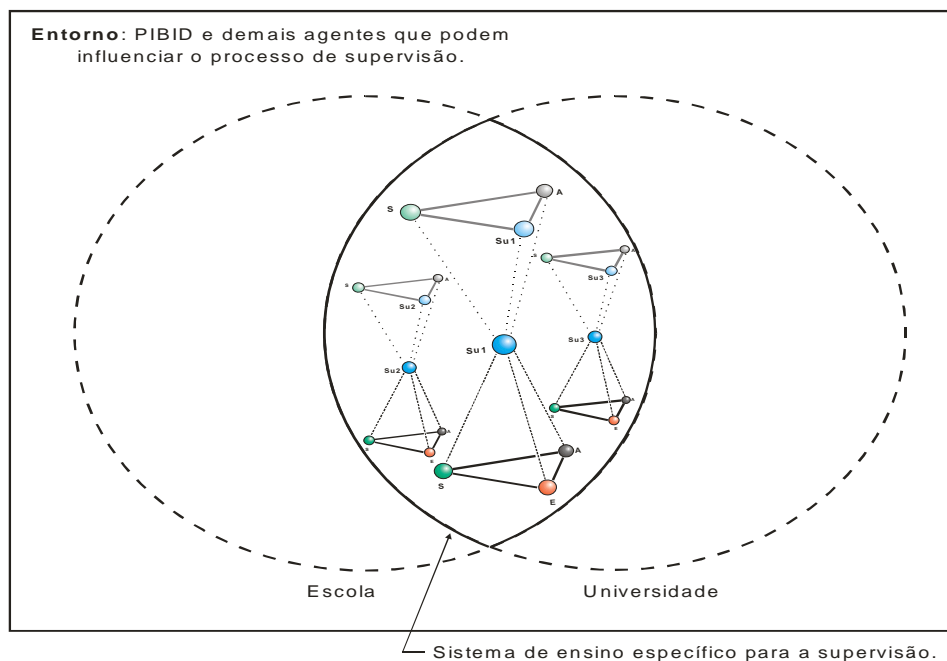 Entorno: PIBID e demais agentes que podem
influenciar o processo de supervisão.
A
S
Su1
A
S
Su3
A
S
Su2
Su3
Su1
Su2
A
S
E
A
S
E
A
S
E
Escola
Universidade
Sistema de ensino específico para a supervisão.